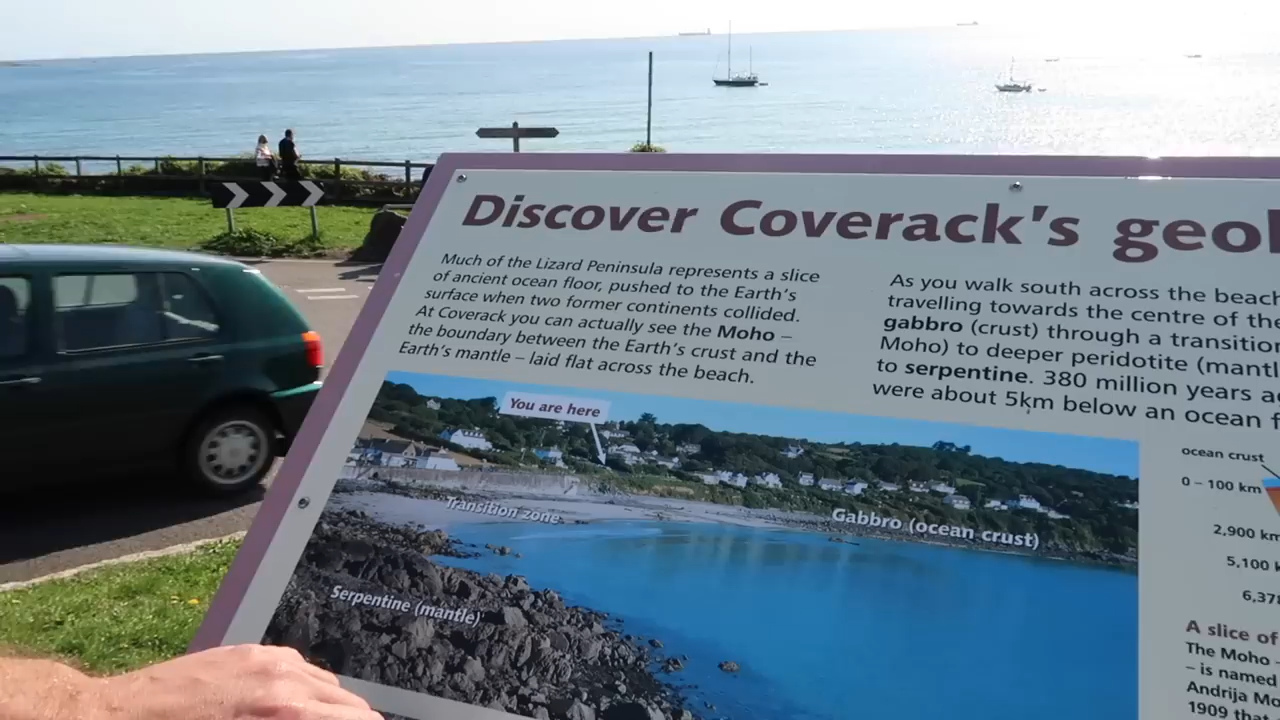 Discover Coverack's geol
Much of the Lizard Peninsula represents a slice
of ancient ocean floor, pushed to the Earth's
surface when two former continents collided.
At Coverack you can actually see the Moho –
the boundary between the Earth's crust and the
Earth's mantle – laid flat across the beach.
As you walk south across the beach
travelling towards the centre of the
gabbro (crust) through a transition
Moho) to deeper peridotite (mantl
to serpentine. 380 million years a
were about 5km below an ocean f
You are here
Transition zone
Gabbro (ocean crust)
Serpentine (mantle)
ocean crust
0 – 100 km
2,900 km
5,100 k
6,378
A slice of
The Moho –
– is named
Andrija Mo
1909 that